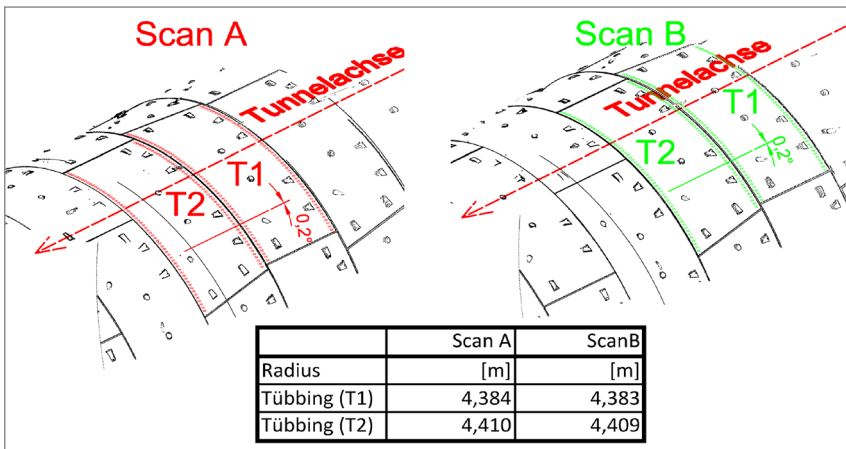 Scan A
Tunnelachse
T1
T2
0,2°
Scan B
Tunnelachse
T1
T2
0,2°
Scan A ScanB
Radius [m] [m]
Tübbing (T1) 4,384 4,383
Tübbing (T2) 4,410 4,409